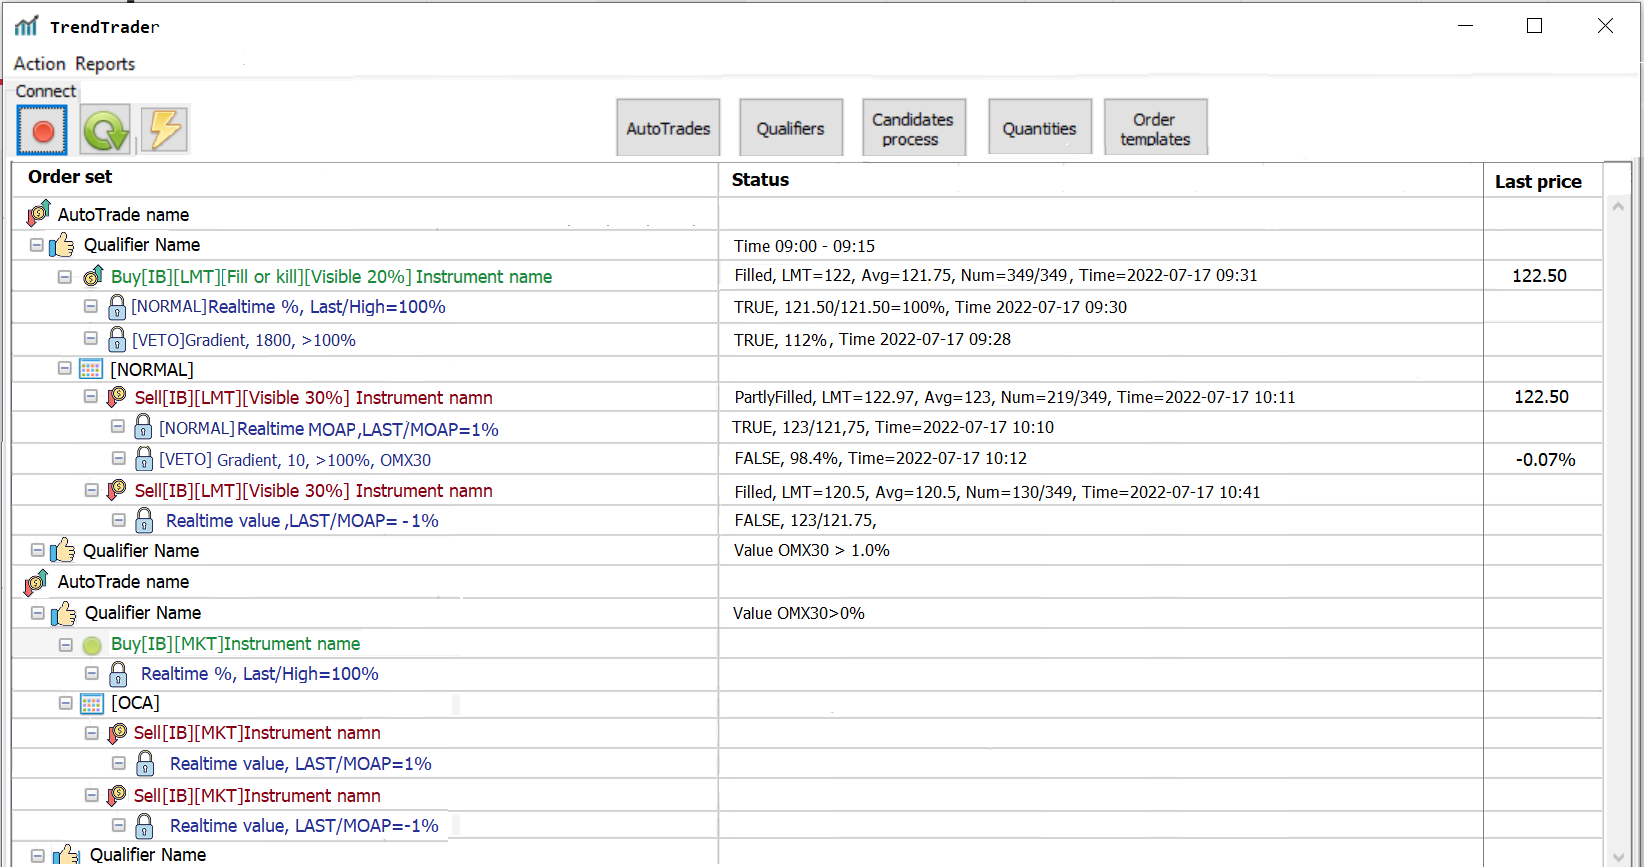 TrendTrader
Action Reports
Connect
AutoTrades
Qualifiers
Candidates
process
Quantities
Order
templates
Order set Status Last price
AutoTrade name
Qualifier Name Time 09:00 - 09:15
Buy[IB][LMT][Fill or kill][Visible 20%] Instrument name Filled, LMT=122, Avg=121.75, Num=349/349, Time=2022-07-17 09:31 122.50
[NORMAL]Realtime %, Last/High=100% TRUE, 121.50/121.50=100%, Time 2022-07-17 09:30
[VETO]Gradient, 1800, >100% TRUE, 112%, Time 2022-07-17 09:28
[NORMAL]
Sell[IB][LMT][Visible 30%] Instrument namn PartlyFilled, LMT=122.97, Avg=123, Num=219/349, Time=2022-07-17 10:11 122.50
[NORMAL]Realtime MOAP,LAST/MOAP=1% TRUE, 123/121,75, Time=2022-07-17 10:10
[VETO] Gradient, 10, >100%, OMX30 FALSE, 98.4%, Time=2022-07-17 10:12 -0.07%
Sell[IB][LMT][Visible 30%] Instrument namn Filled, LMT=120.5, Avg=120.5, Num=130/349, Time=2022-07-17 10:41
Realtime value ,LAST/MOAP= -1% FALSE, 123/121.75,
Qualifier Name Value OMX30 > 1.0%
AutoTrade name
Qualifier Name Value OMX30>0%
Buy[IB][MKT]Instrument name
Realtime %, Last/High=100%
[OCA]
Sell[IB][MKT]Instrument namn
Realtime value, LAST/MOAP=1%
Sell[IB][MKT]Instrument namn
Realtime value, LAST/MOAP=-1%
Qualifier Name